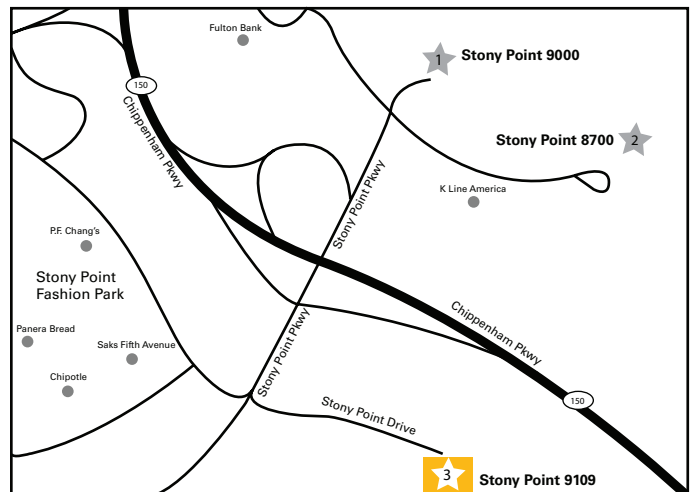 Fulton Bank
1
Stony Point 9000
150
Chippenham Pkwy
Stony Point 8700
2
Stony Point Pkwy
K Line America
P.F. Chang's
Stony Point
Fashion Park
Panera Bread
Saks Fifth Avenue
Chipotle
Stony Point Pkwy
Chippenham Pkwy
150
Stony Point Drive
3
Stony Point 9109